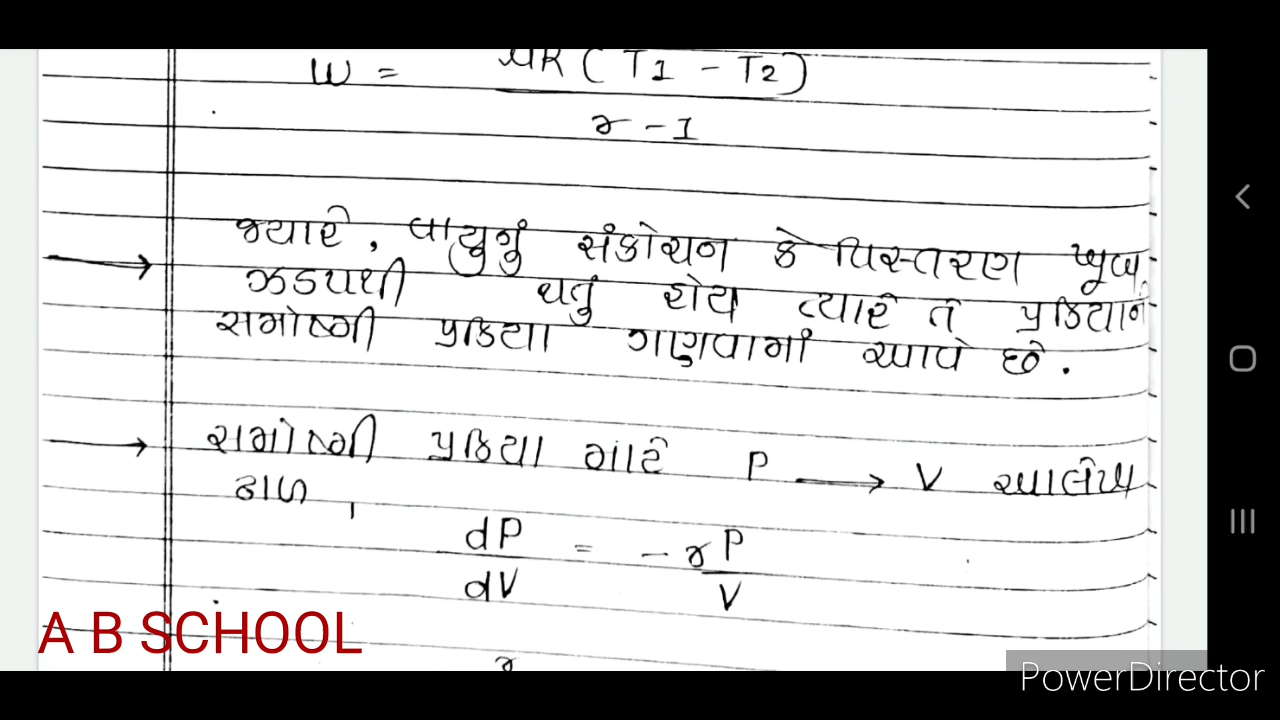 W = μR ( T1 - T2 )
γ - 1
જ્યારે , વાયુનું સંકોચન કે વિસ્તરણ ખૂબ
ઝડપથી થતું હોય ત્યારે તે પ્રક્રિયાને
સમોષ્મી પ્રક્રિયા ગણવામાં આવે છે .
સમોષ્મી પ્રક્રિયા માટે P → V આલેખ
ઢાળ ,
dP = - γ P
dV V
A B SCHOOL
γ
PowerDirector